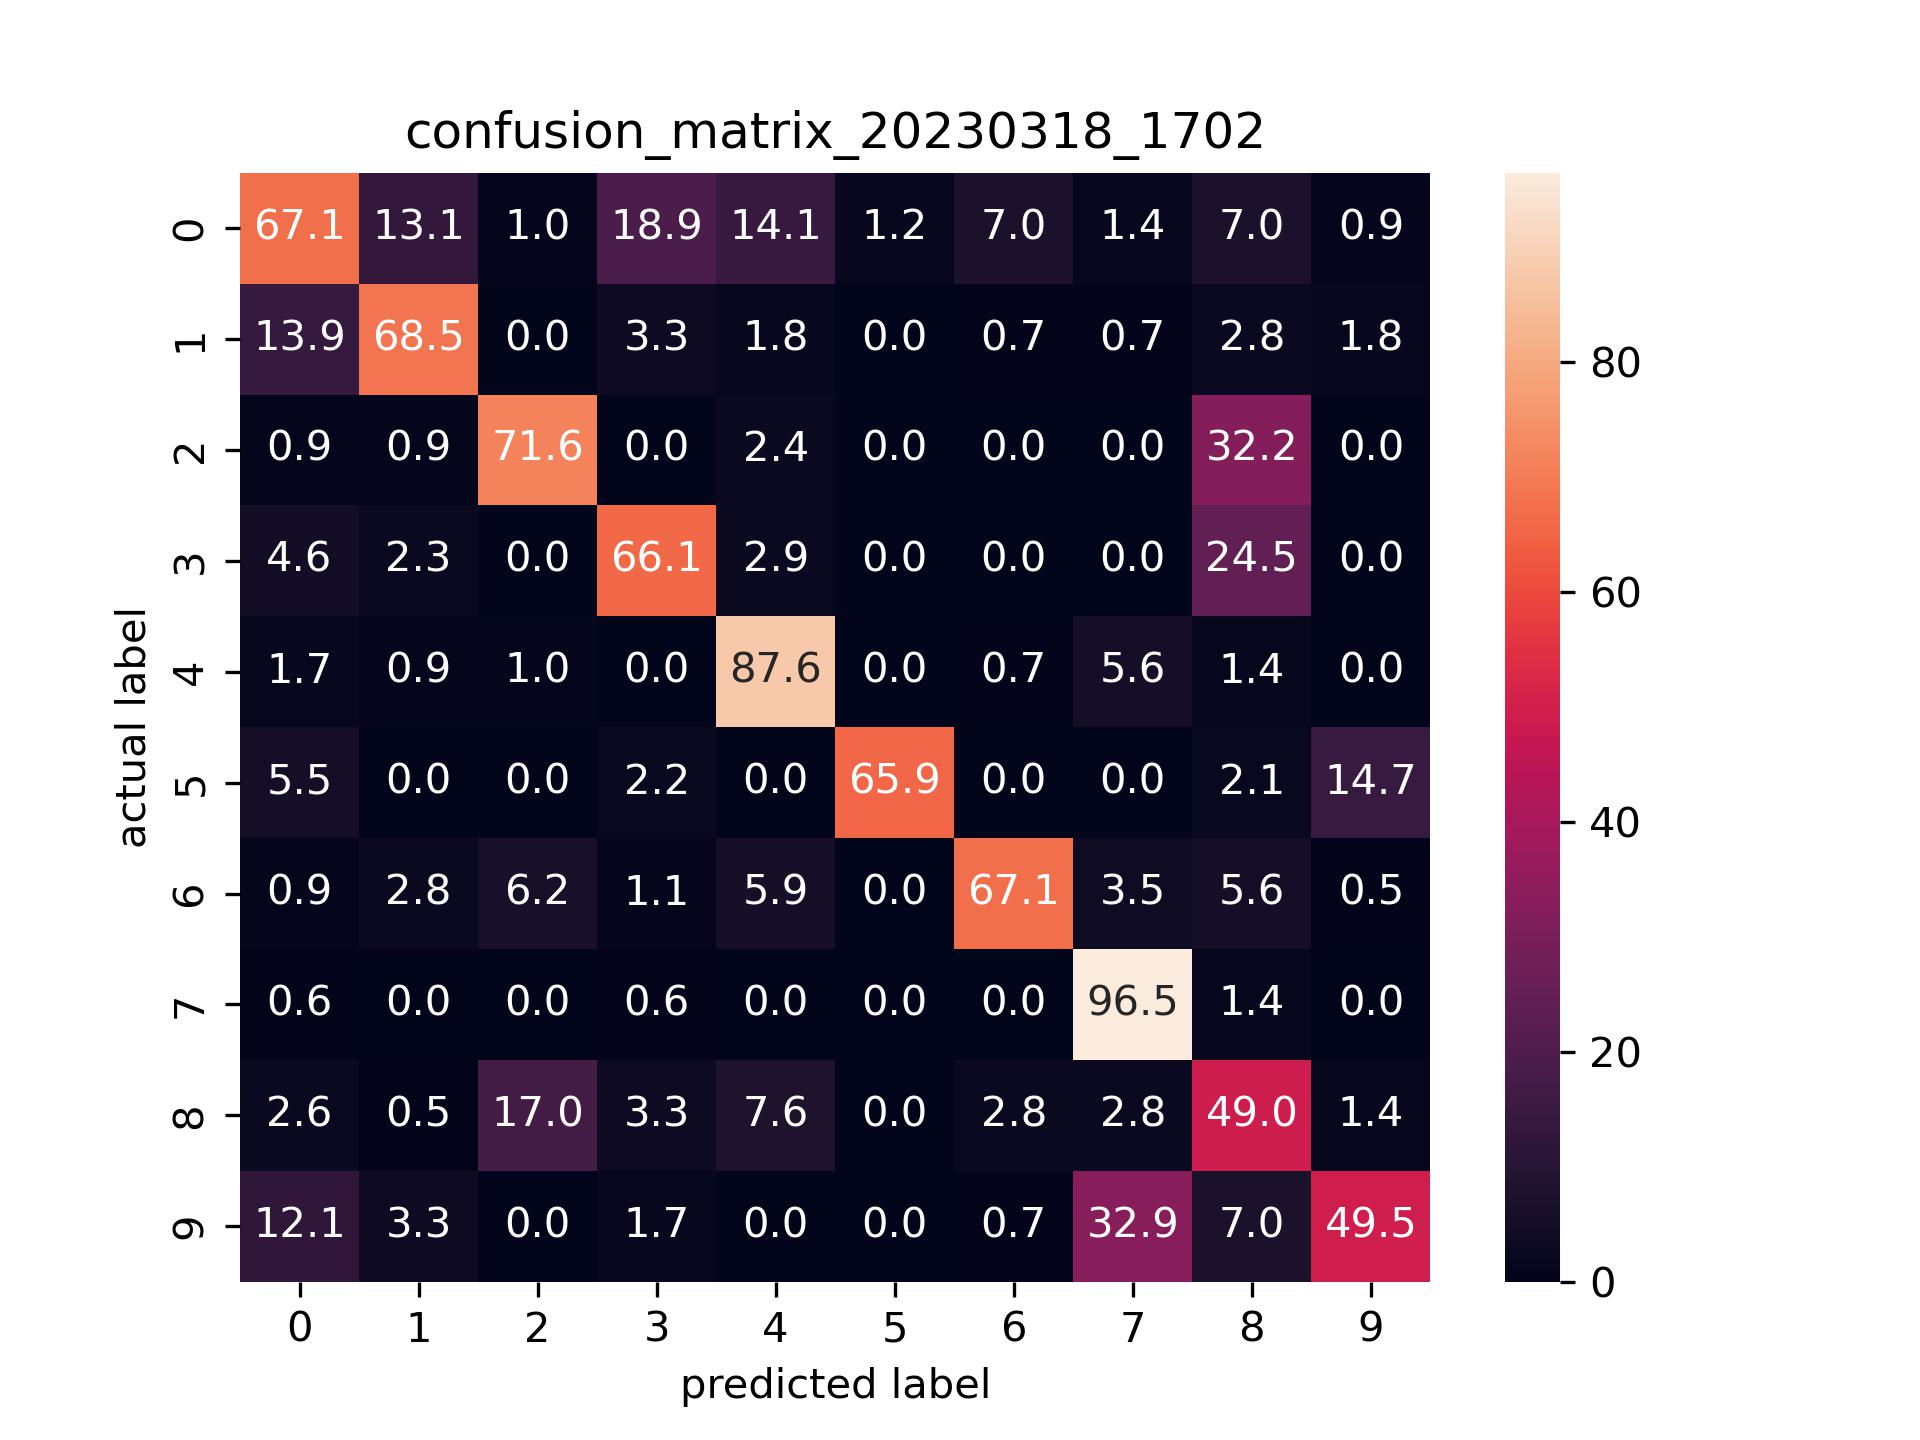 confusion_matrix_20230318_1702
0 67.1 13.1 1.0 18.9 14.1 1.2 7.0 1.4 7.0 0.9
1 13.9 68.5 0.0 3.3 1.8 0.0 0.7 0.7 2.8 1.8
2 0.9 0.9 71.6 0.0 2.4 0.0 0.0 0.0 32.2 0.0
3 4.6 2.3 0.0 66.1 2.9 0.0 0.0 0.0 24.5 0.0
4 1.7 0.9 1.0 0.0 87.6 0.0 0.7 5.6 1.4 0.0
5 5.5 0.0 0.0 2.2 0.0 65.9 0.0 0.0 2.1 14.7
6 0.9 2.8 6.2 1.1 5.9 0.0 67.1 3.5 5.6 0.5
7 0.6 0.0 0.0 0.6 0.0 0.0 0.0 96.5 1.4 0.0
8 2.6 0.5 17.0 3.3 7.6 0.0 2.8 2.8 49.0 1.4
9 12.1 3.3 0.0 1.7 0.0 0.0 0.7 32.9 7.0 49.5
0 1 2 3 4 5 6 7 8 9
predicted label
actual label
80
60
40
20
0